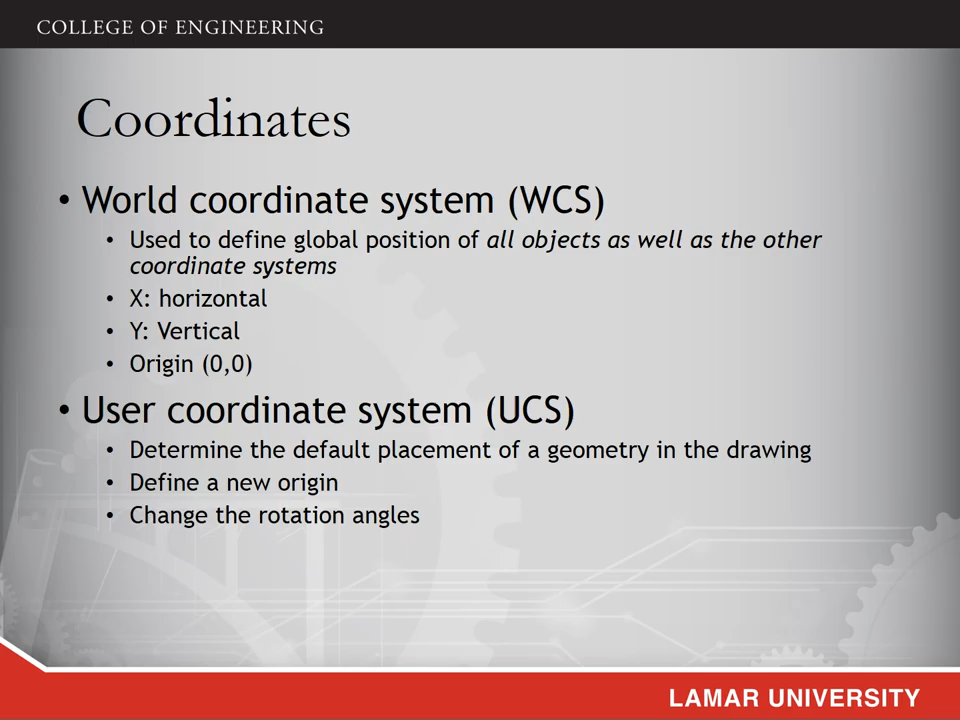 COLLEGE OF ENGINEERING
Coordinates
• World coordinate system (WCS)
• Used to define global position of all objects as well as the other
coordinate systems
• X: horizontal
• Y: Vertical
• Origin (0,0)
• User coordinate system (UCS)
• Determine the default placement of a geometry in the drawing
• Define a new origin
• Change the rotation angles
LAMAR UNIVERSITY